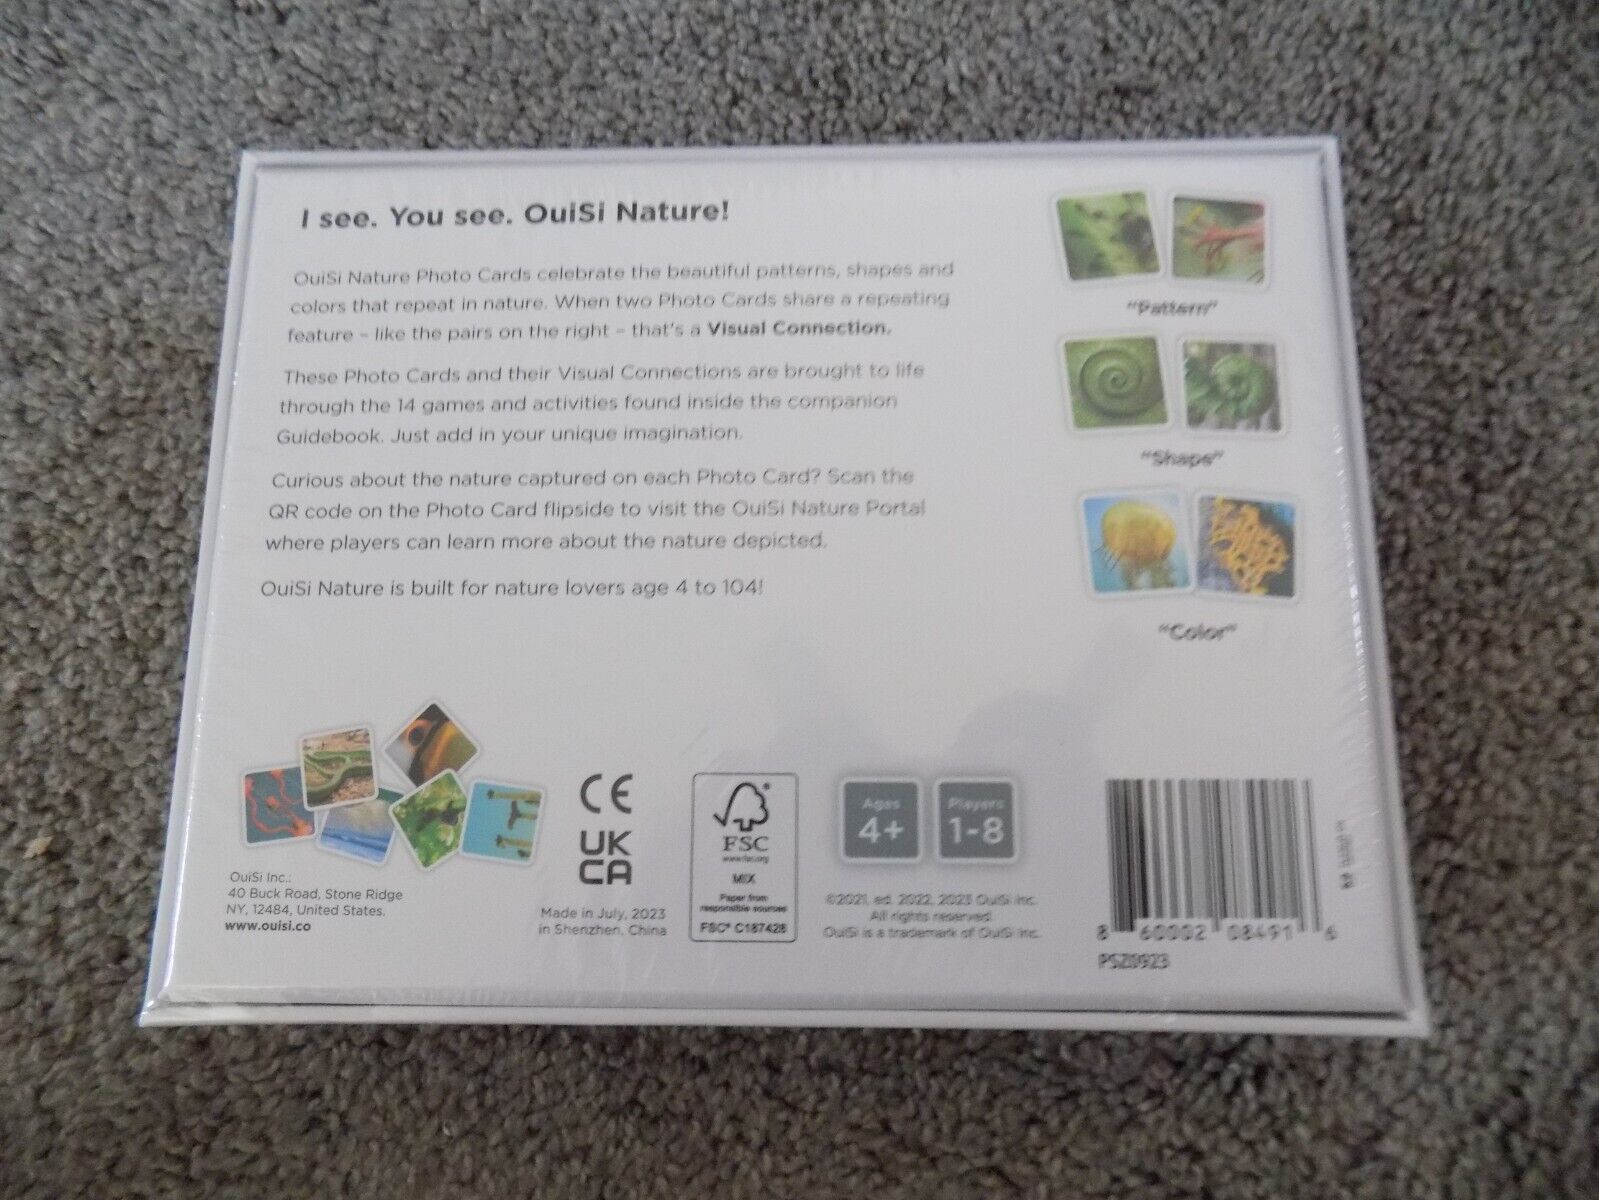 I see. You see. OuiSi Nature!
OuiSi Nature Photo Cards celebrate the beautiful patterns, shapes and
colors that repeat in nature. When two Photo Cards share a repeating
feature – like the pairs on the right – that's a Visual Connection.
These Photo Cards and their Visual Connections are brought to life
through the 14 games and activities found inside the companion
Guidebook. Just add in your unique imagination.
Curious about the nature captured on each Photo Card? Scan the
QR code on the Photo Card flipside to visit the OuiSi Nature Portal
where players can learn more about the nature depicted.
OuiSi Nature is built for nature lovers age 4 to 104!
"Pattern"
"Shape"
"Color"
OuiSi Inc.:
40 Buck Road, Stone Ridge
NY, 12484, United States.
www.ouisi.co
CE
UK
CA
Made in July, 2023
in Shenzhen, China
FSC
www.fsc.org
MIX
Paper from
responsible sources
FSC® C187428
Ages
4+
Players
1-8
©2021, ed. 2022, 2023 OuiSi Inc.
All rights reserved.
OuiSi is a trademark of OuiSi Inc.
8 60002 08491 6
PSZ0923